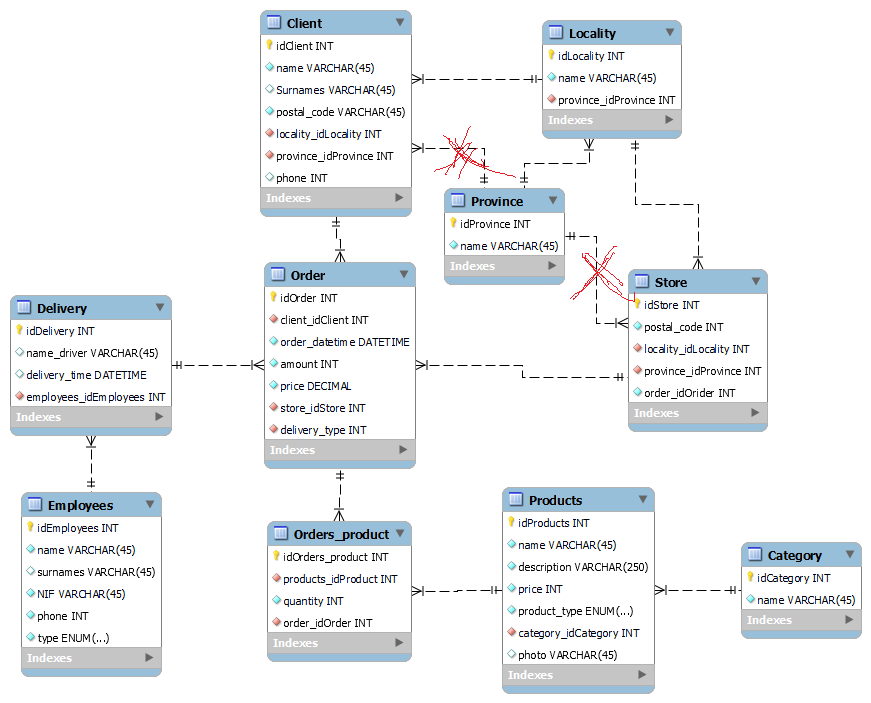 Client
idClient INT
name VARCHAR(45)
Surnames VARCHAR(45)
postal_code VARCHAR(45)
locality_idLocality INT
province_idProvince INT
phone INT
Indexes
Locality
idLocality INT
name VARCHAR(45)
province_idProvince INT
Indexes
Province
idProvince INT
name VARCHAR(45)
Indexes
Order
idOrder INT
client_idClient INT
order_datetime DATETIME
amount INT
price DECIMAL
store_idStore INT
delivery_type INT
Indexes
Store
idStore INT
postal_code INT
locality_idLocality INT
province_idProvince INT
order_idOrider INT
Indexes
Delivery
idDelivery INT
name_driver VARCHAR(45)
delivery_time DATETIME
employees_idEmployees INT
Indexes
Employees
idEmployees INT
name VARCHAR(45)
surnames VARCHAR(45)
NIF VARCHAR(45)
phone INT
type ENUM(...)
Indexes
Orders_product
idOrders_product INT
products_idProduct INT
quantity INT
order_idOrder INT
Indexes
Products
idProducts INT
name VARCHAR(45)
description VARCHAR(250)
price INT
product_type ENUM(...)
category_idCategory INT
photo VARCHAR(45)
Indexes
Category
idCategory INT
name VARCHAR(45)
Indexes